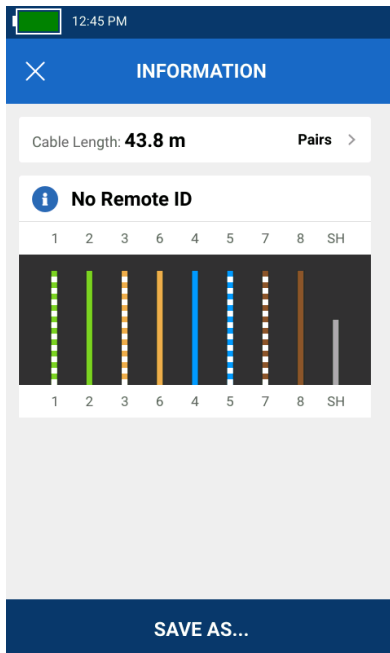 12:45 PM
INFORMATION
Cable Length: 43.8 m Pairs >
i No Remote ID
1 2 3 6 4 5 7 8 SH
1 2 3 6 4 5 7 8 SH
SAVE AS...